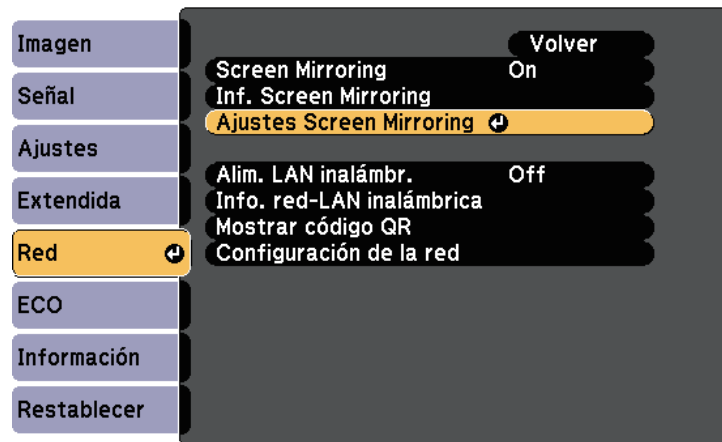 Imagen
Señal
Ajustes
Extendida
Red
ECO
Información
Restablecer
Volver
Screen Mirroring On
Inf. Screen Mirroring
Ajustes Screen Mirroring
Alim. LAN inalámbr. Off
Info. red-LAN inalámbrica
Mostrar código QR
Configuración de la red